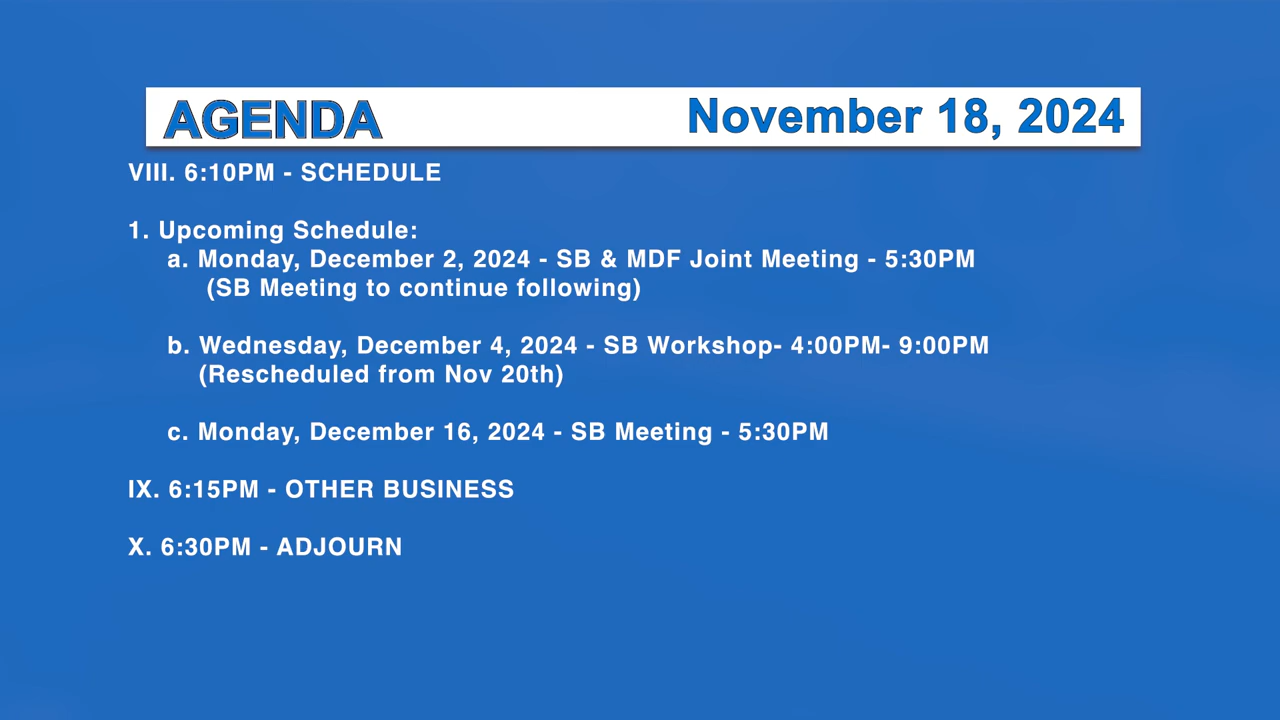 AGENDA
November 18, 2024
VIII. 6:10PM - SCHEDULE
1. Upcoming Schedule:
a. Monday, December 2, 2024 - SB & MDF Joint Meeting - 5:30PM
(SB Meeting to continue following)
b. Wednesday, December 4, 2024 - SB Workshop- 4:00PM- 9:00PM
(Rescheduled from Nov 20th)
c. Monday, December 16, 2024 - SB Meeting - 5:30PM
IX. 6:15PM - OTHER BUSINESS
X. 6:30PM - ADJOURN